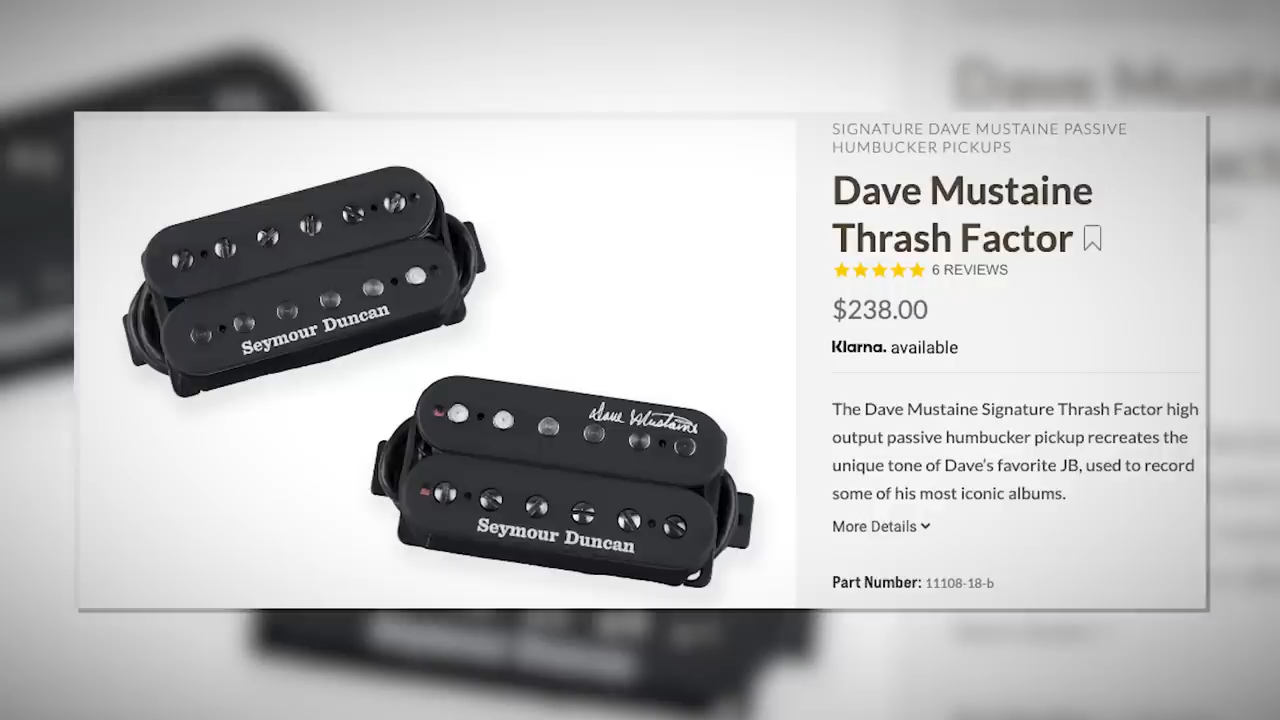 SIGNATURE DAVE MUSTAINE PASSIVE
HUMBUCKER PICKUPS
Dave Mustaine
Thrash Factor
6 REVIEWS
$238.00
Klarna. available
The Dave Mustaine Signature Thrash Factor high
output passive humbucker pickup recreates the
unique tone of Dave's favorite JB, used to record
some of his most iconic albums.
More Details
Part Number: 11108-18-b
Seymour Duncan
Dave Mustaine
Seymour Duncan